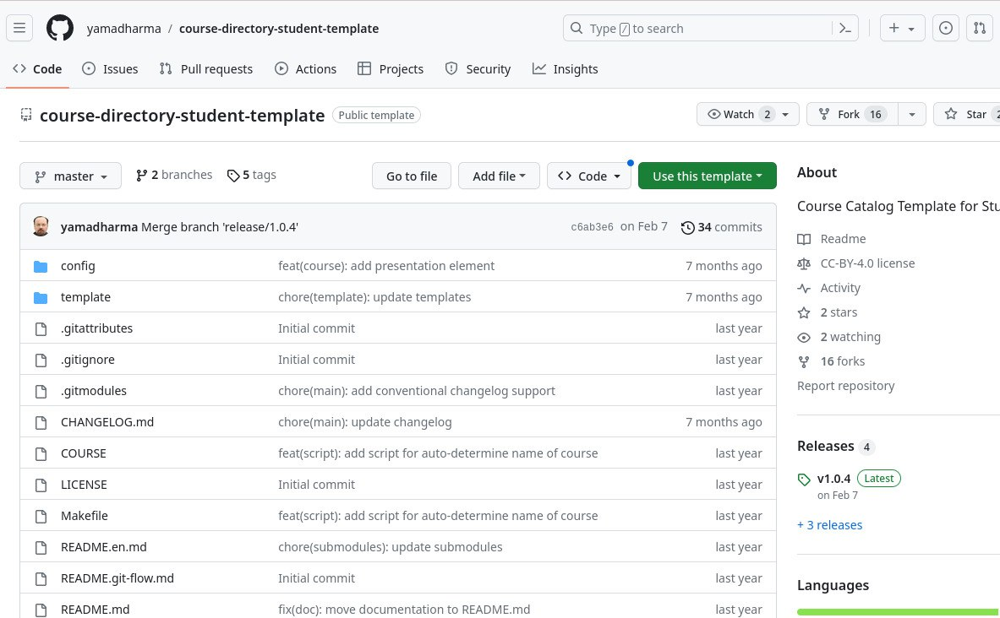 yamadharma / course-directory-student-template
Type / to search
Code Issues Pull requests Actions Projects Security Insights
course-directory-student-template Public template
Watch 2 Fork 16 Star
master 2 branches 5 tags Go to file Add file Code Use this template
yamadharma Merge branch 'release/1.0.4' c6ab3e6 on Feb 7 34 commits
config feat(course): add presentation element 7 months ago
template chore(template): update templates 7 months ago
.gitattributes Initial commit last year
.gitignore Initial commit last year
.gitmodules chore(main): add conventional changelog support last year
CHANGELOG.md chore(main): update changelog 7 months ago
COURSE feat(script): add script for auto-determine name of course last year
LICENSE Initial commit last year
Makefile feat(script): add script for auto-determine name of course last year
README.en.md chore(submodules): update submodules last year
README.git-flow.md Initial commit last year
README.md fix(doc): move documentation to README.md last year
About
Course Catalog Template for Stu
Readme
CC-BY-4.0 license
Activity
2 stars
2 watching
16 forks
Report repository
Releases 4
v1.0.4 Latest
on Feb 7
+ 3 releases
Languages